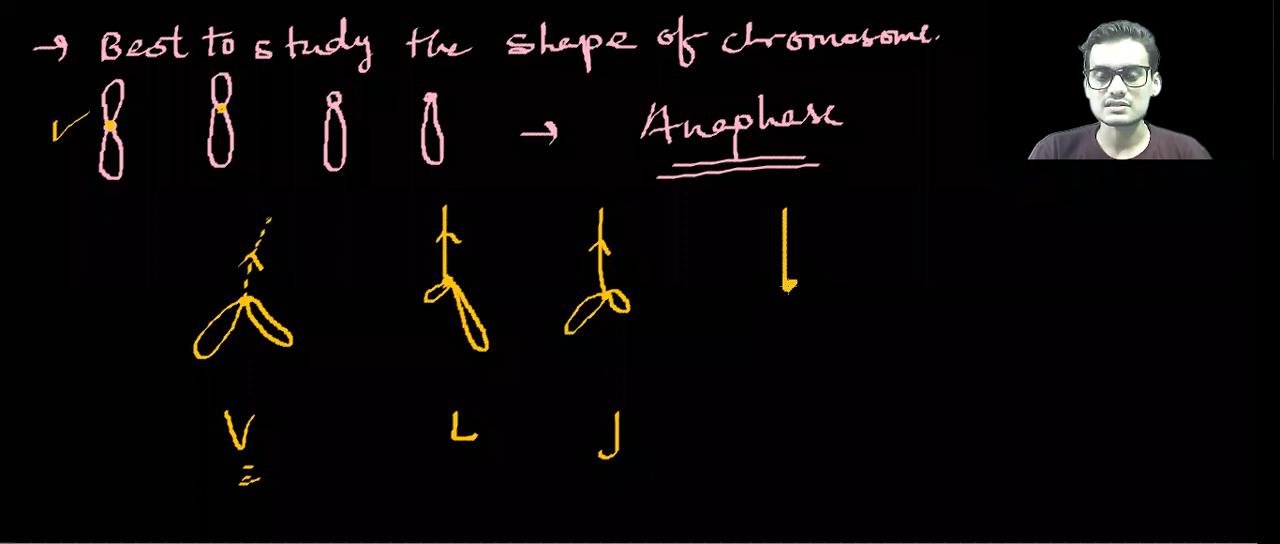 → Best to study the shape of chromosome.
→ Anaphase
V L J